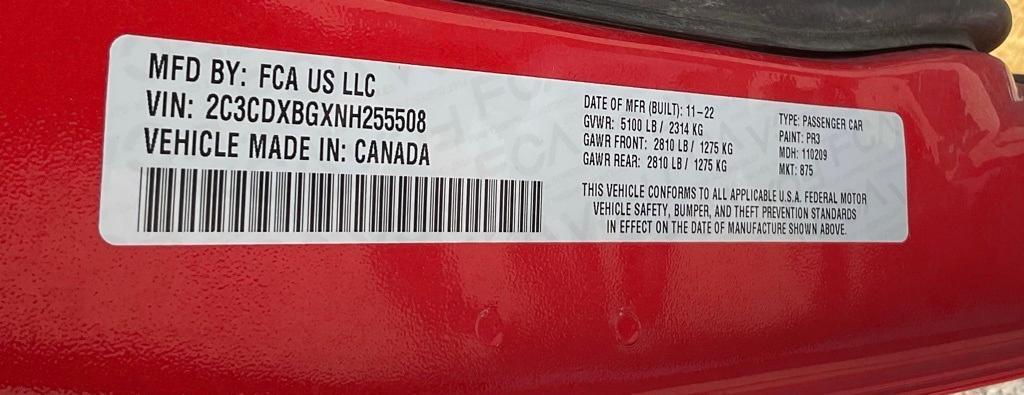 MFD BY: FCA US LLC
VIN: 2C3CDXBGXNH255508
VEHICLE MADE IN: CANADA
DATE OF MFR (BUILT): 11-22
GVWR: 5100 LB / 2314 KG
GAWR FRONT: 2810 LB / 1275 KG
GAWR REAR: 2810 LB / 1275 KG
TYPE: PASSENGER CAR
PAINT: PR3
MDH: 110209
MKT: 875
THIS VEHICLE CONFORMS TO ALL APPLICABLE U.S.A. FEDERAL MOTOR
VEHICLE SAFETY, BUMPER, AND THEFT PREVENTION STANDARDS
IN EFFECT ON THE DATE OF MANUFACTURE SHOWN ABOVE.